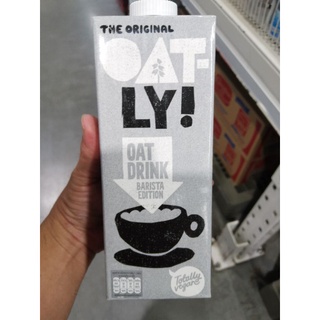 THE ORIGINAL
OAT-
LY!
OAT
DRINK
BARISTA
EDITION
Totally
vegan!